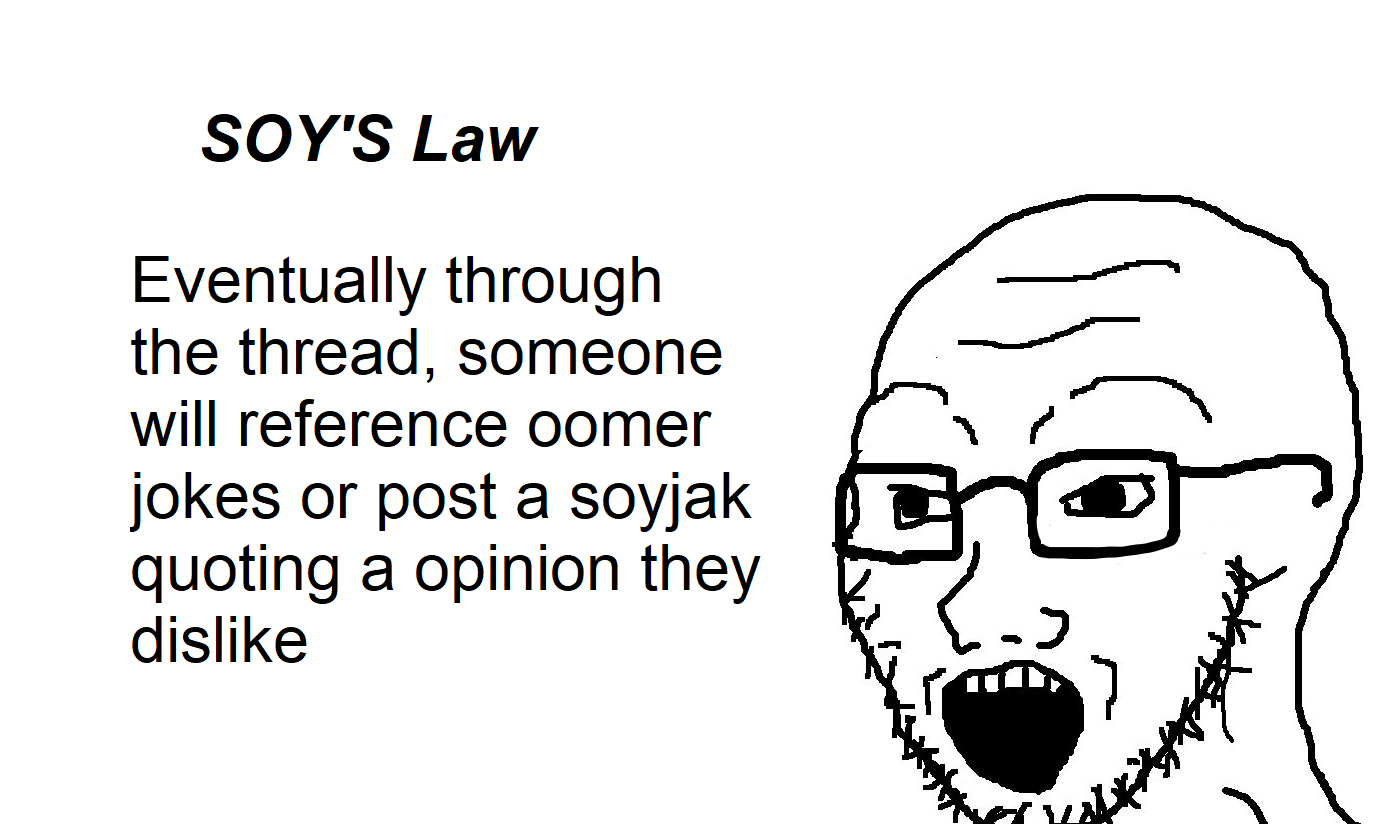 SOY'S Law
Eventually through
the thread, someone
will reference oomer
jokes or post a soyjak
quoting a opinion they
dislike